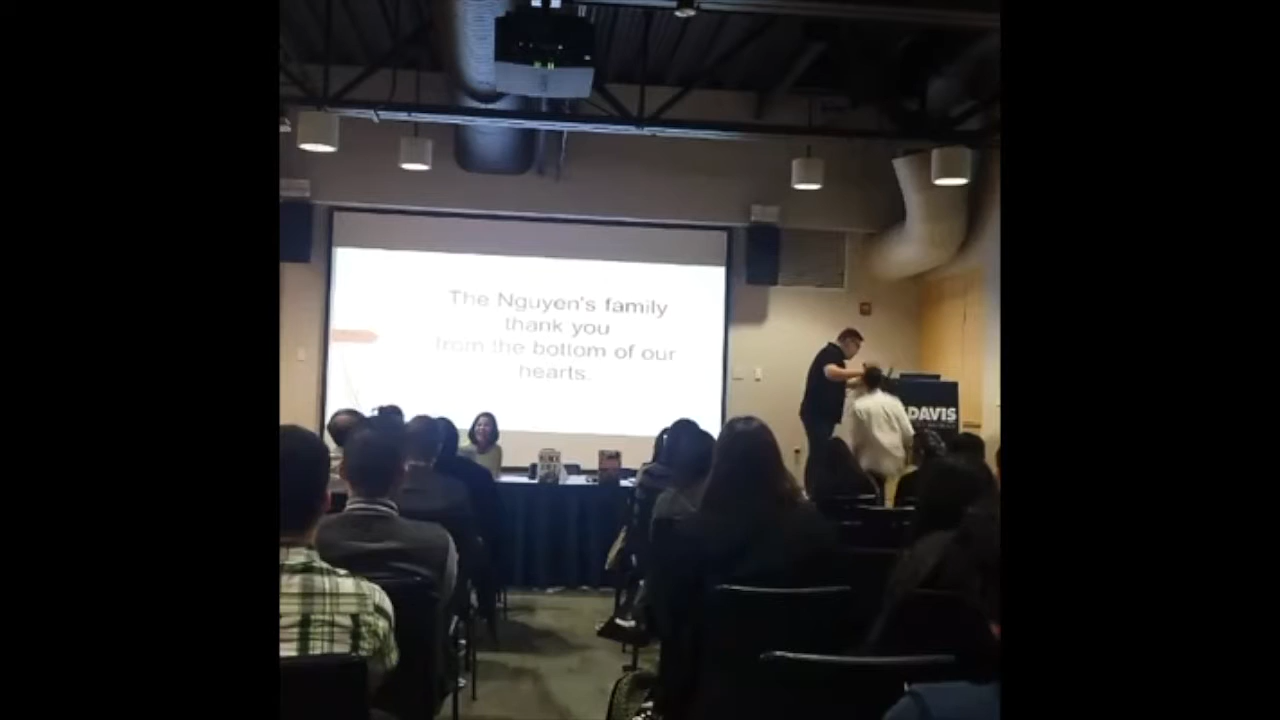 The Nguyen's family
thank you
from the bottom of our
hearts.
DAVIS